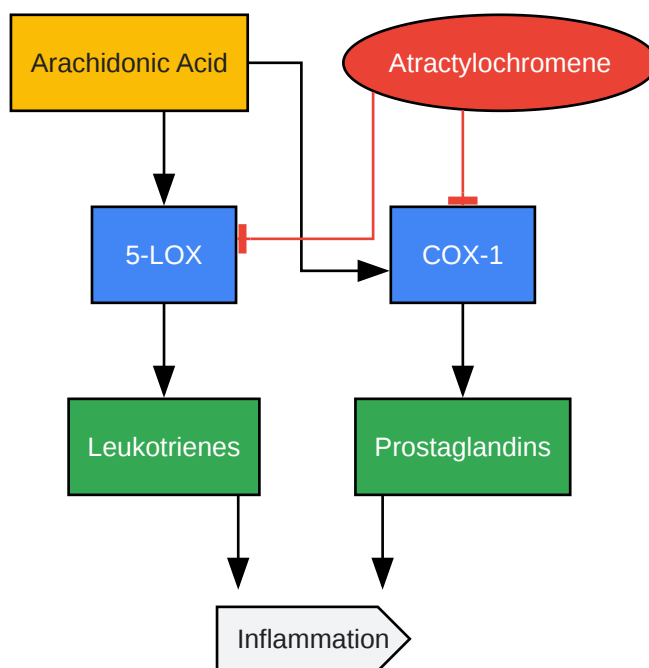 Arachidonic Acid
Atractylochromene
5-LOX
COX-1
Leukotrienes
Prostaglandins
Inflammation